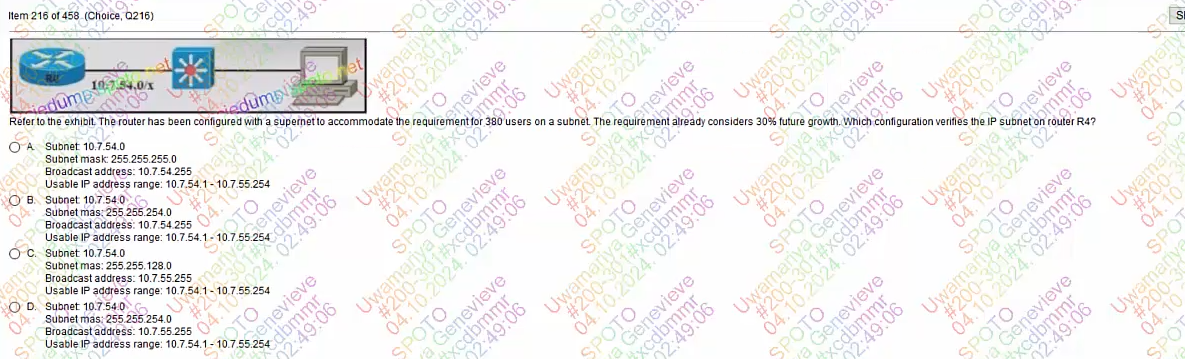 Item 216 of 458 (Choice, Q216)
R4
10.7.54.0/x
Refer to the exhibit. The router has been configured with a supernet to accommodate the requirement for 380 users on a subnet. The requirement already considers 30% future growth. Which configuration verifies the IP subnet on router R4?
A. Subnet: 10.7.54.0
Subnet mask: 255.255.255.0
Broadcast address: 10.7.54.255
Usable IP address range: 10.7.54.1 - 10.7.55.254
B. Subnet: 10.7.54.0
Subnet mas: 255.255.254.0
Broadcast address: 10.7.54.255
Usable IP address range: 10.7.54.1 - 10.7.55.254
C. Subnet: 10.7.54.0
Subnet mas: 255.255.128.0
Broadcast address: 10.7.55.255
Usable IP address range: 10.7.54.1 - 10.7.55.254
D. Subnet: 10.7.54.0
Subnet mas: 255.255.254.0
Broadcast address: 10.7.55.255
Usable IP address range: 10.7.54.1 - 10.7.55.254
SPOTO
Uwamariya Genevieve
#200-301#xcdbmmr
04.10.2024. 02:49:06